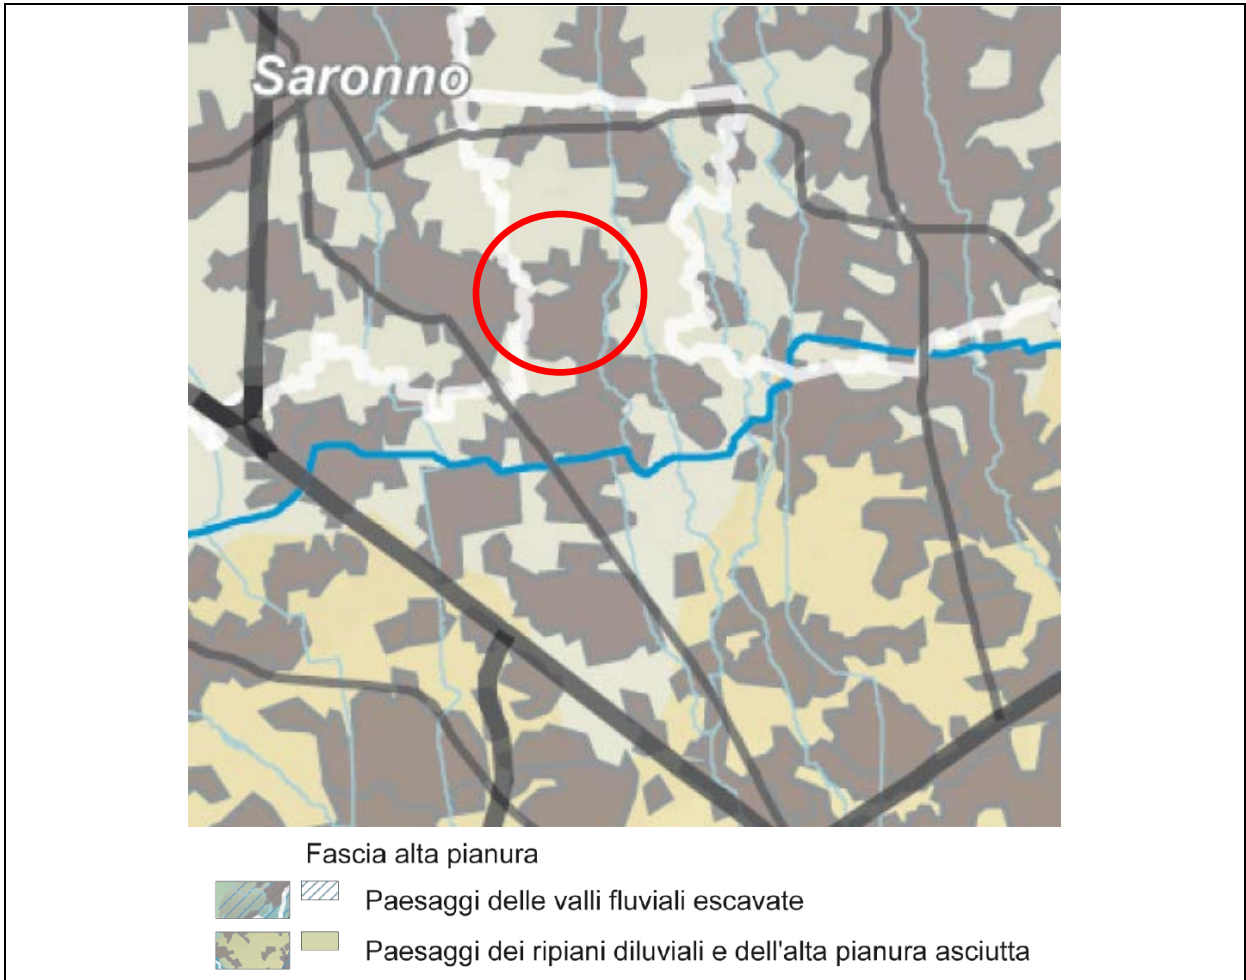 Saronno
Fascia alta pianura
Paesaggi delle valli fluviali escavate
Paesaggi dei ripiani diluviali e dell'alta pianura asciutta